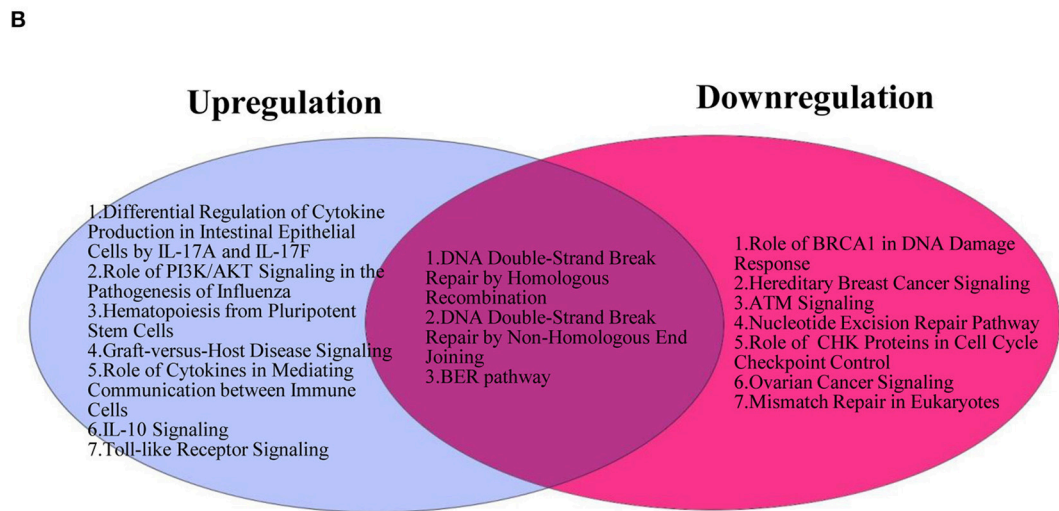 B
Upregulation
Downregulation
1.Differential Regulation of Cytokine
Production in Intestinal Epithelial
Cells by IL-17A and IL-17F
2.Role of PI3K/AKT Signaling in the
Pathogenesis of Influenza
3.Hematopoiesis from Pluripotent
Stem Cells
4.Graft-versus-Host Disease Signaling
5.Role of Cytokines in Mediating
Communication between Immune
Cells
6.IL-10 Signaling
7.Toll-like Receptor Signaling
1.DNA Double-Strand Break
Repair by Homologous
Recombination
2.DNA Double-Strand Break
Repair by Non-Homologous End
Joining
3.BER pathway
1.Role of BRCA1 in DNA Damage
Response
2.Hereditary Breast Cancer Signaling
3.ATM Signaling
4.Nucleotide Excision Repair Pathway
5.Role of CHK Proteins in Cell Cycle
Checkpoint Control
6.Ovarian Cancer Signaling
7.Mismatch Repair in Eukaryotes